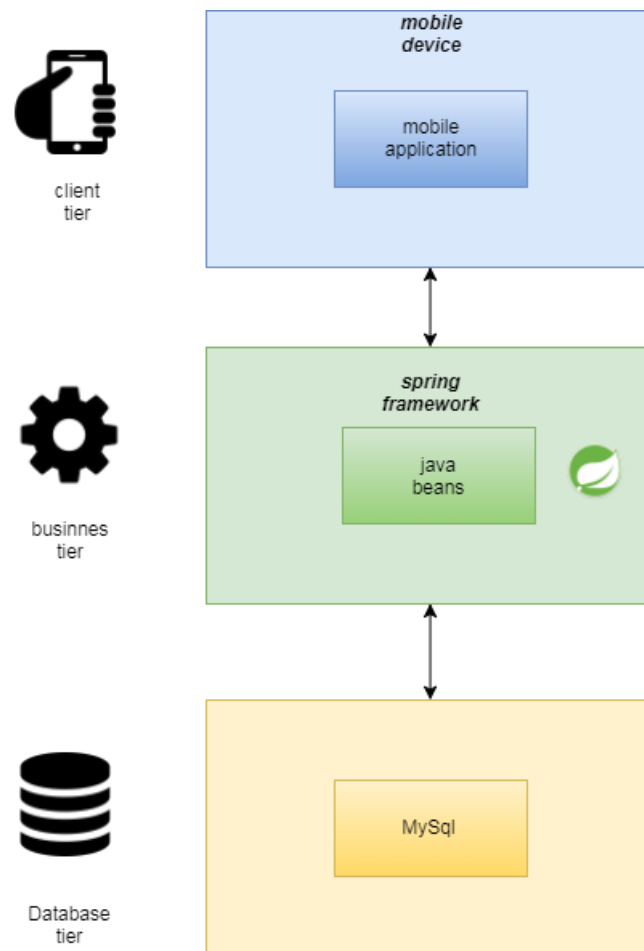 mobile
device
mobile
application
client
tier
spring
framework
java
beans
businnes
tier
MySql
Database
tier